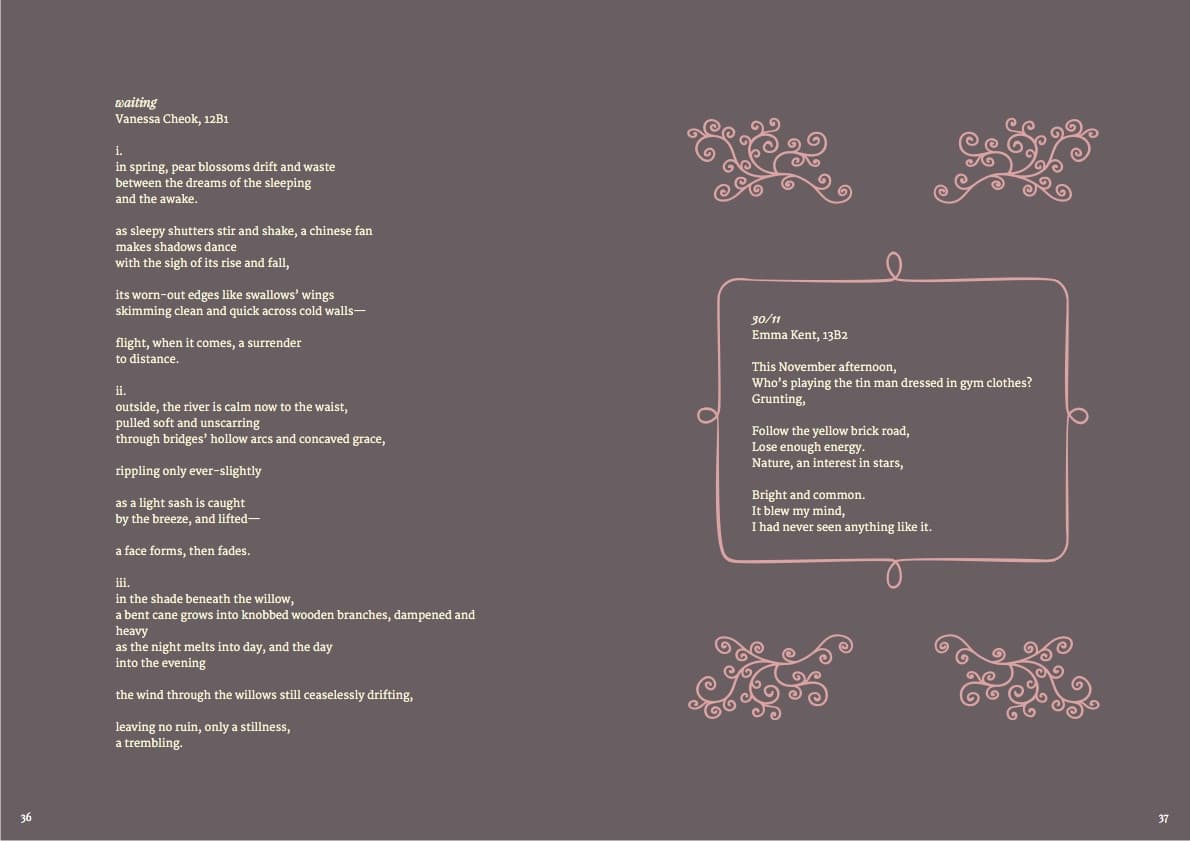 waiting
Vanessa Cheok, 12B1
i.
in spring, pear blossoms drift and waste
between the dreams of the sleeping
and the awake.
as sleepy shutters stir and shake, a chinese fan
makes shadows dance
with the sigh of its rise and fall,
its worn-out edges like swallows’ wings
skimming clean and quick across cold walls—
flight, when it comes, a surrender
to distance.
ii.
outside, the river is calm now to the waist,
pulled soft and unscarring
through bridges’ hollow arcs and concaved grace,
rippling only ever-slightly
as a light sash is caught
by the breeze, and lifted—
a face forms, then fades.
iii.
in the shade beneath the willow,
a bent cane grows into knobbed wooden branches, dampened and
heavy
as the night melts into day, and the day
into the evening
the wind through the willows still ceaselessly drifting,
leaving no ruin, only a stillness,
a trembling.
36
30/11
Emma Kent, 13B2
This November afternoon,
Who’s playing the tin man dressed in gym clothes?
Grunting,
Follow the yellow brick road,
Lose enough energy.
Nature, an interest in stars,
Bright and common.
It blew my mind,
I had never seen anything like it.
37